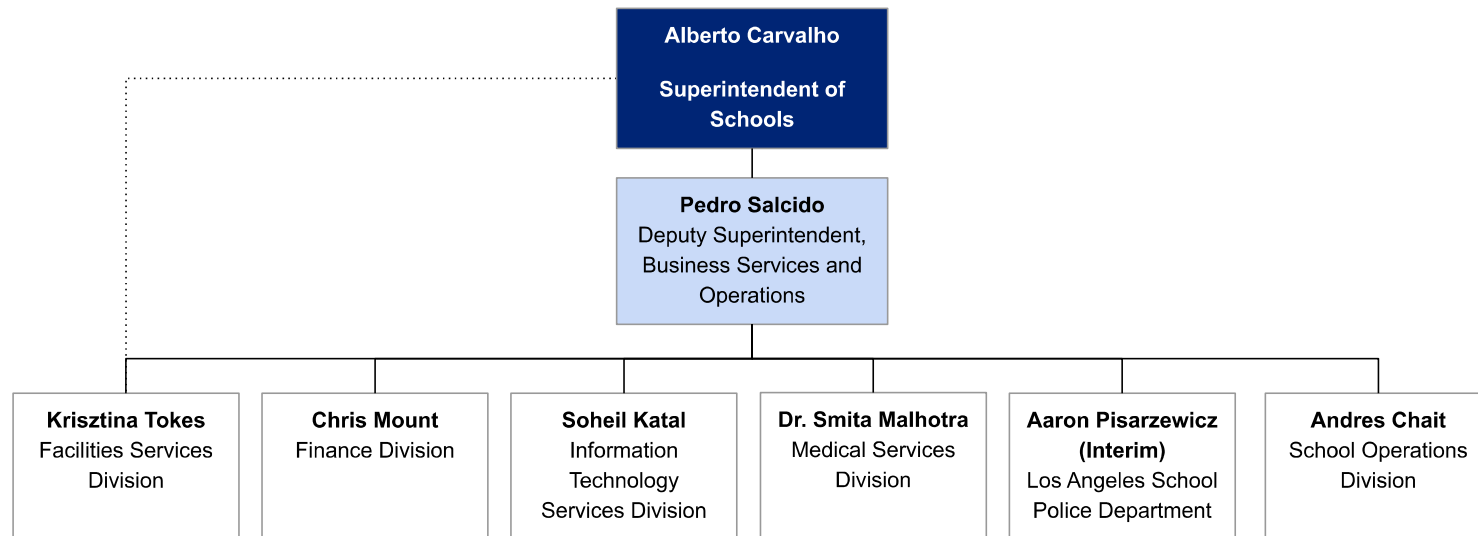 Alberto Carvalho
Superintendent of
Schools
Pedro Salcido
Deputy Superintendent,
Business Services and
Operations
Krisztina Tokes
Facilities Services
Division
Chris Mount
Finance Division
Soheil Katal
Information
Technology
Services Division
Dr. Smita Malhotra
Medical Services
Division
Aaron Pisarzewicz
(Interim)
Los Angeles School
Police Department
Andres Chait
School Operations
Division